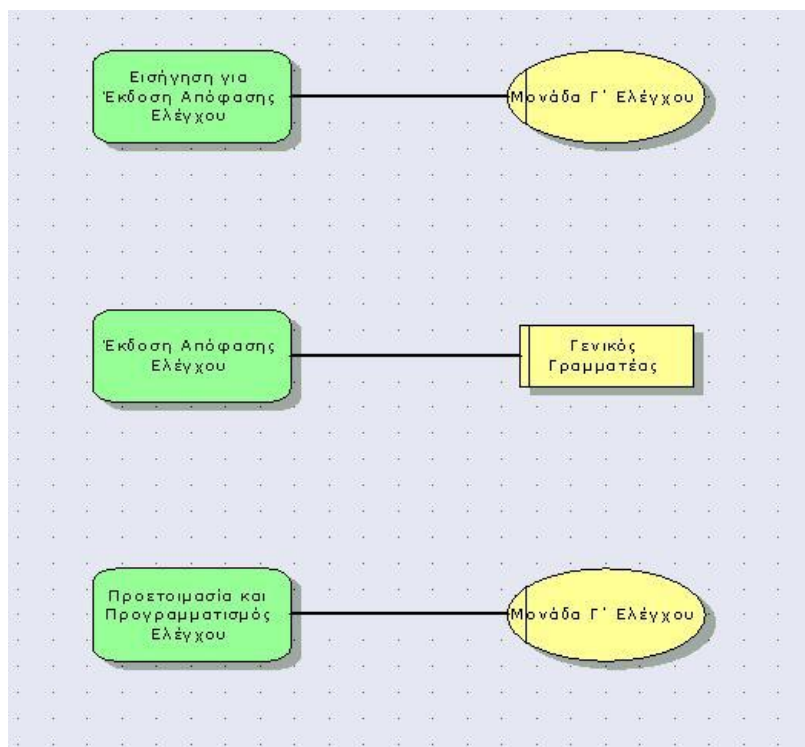 Εισήγηση για
Έκδοση Απόφασης
Ελέγχου
Μονάδα Γ' Ελέγχου
Έκδοση Απόφασης
Ελέγχου
Γενικός
Γραμματέας
Προετοιμασία και
Προγραμματισμός
Ελέγχου
Μονάδα Γ' Ελέγχου